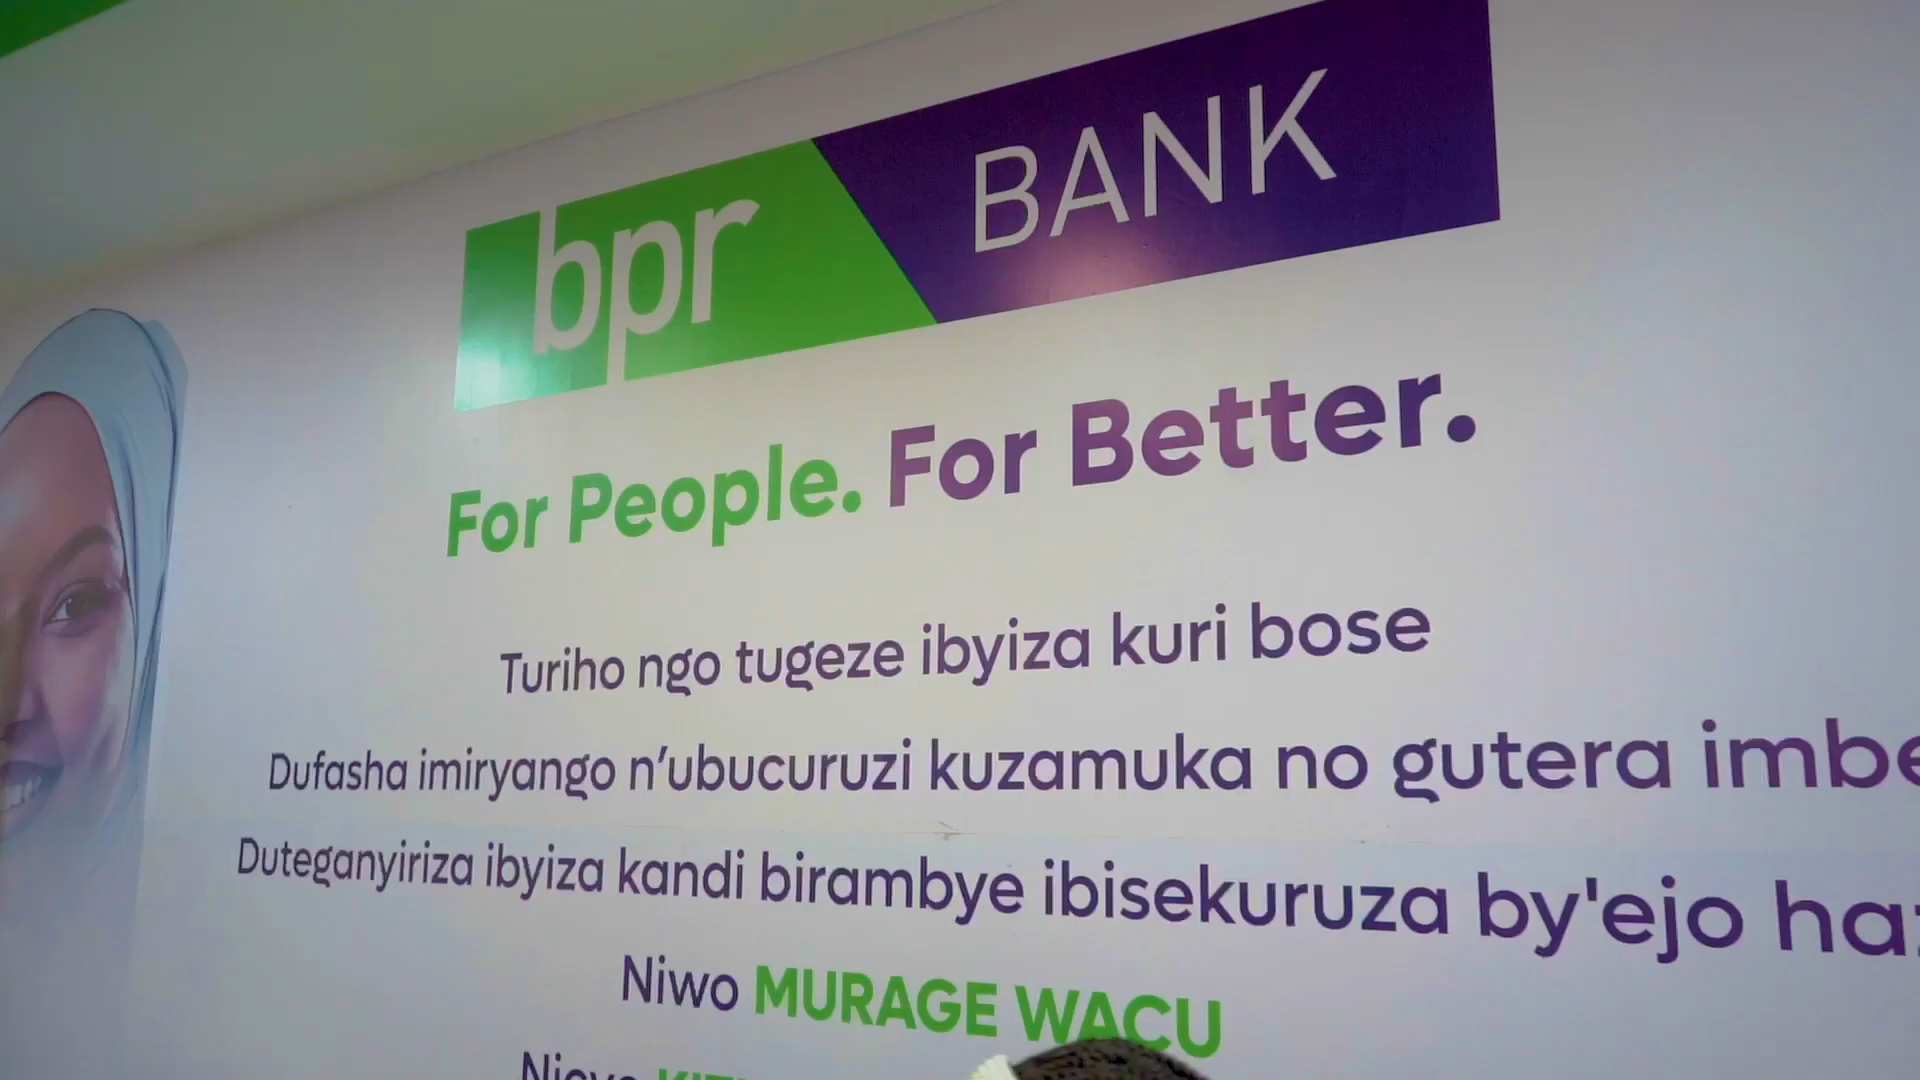 bpr BANK
For People. For Better.
Turiho ngo tugeze ibyiza kuri bose
Dufasha imiryango n'ubucuruzi kuzamuka no gutera
Duteganyiriza ibyiza kandi birambye ibisekuruza by'ejo
Niwo MURAGE WACU